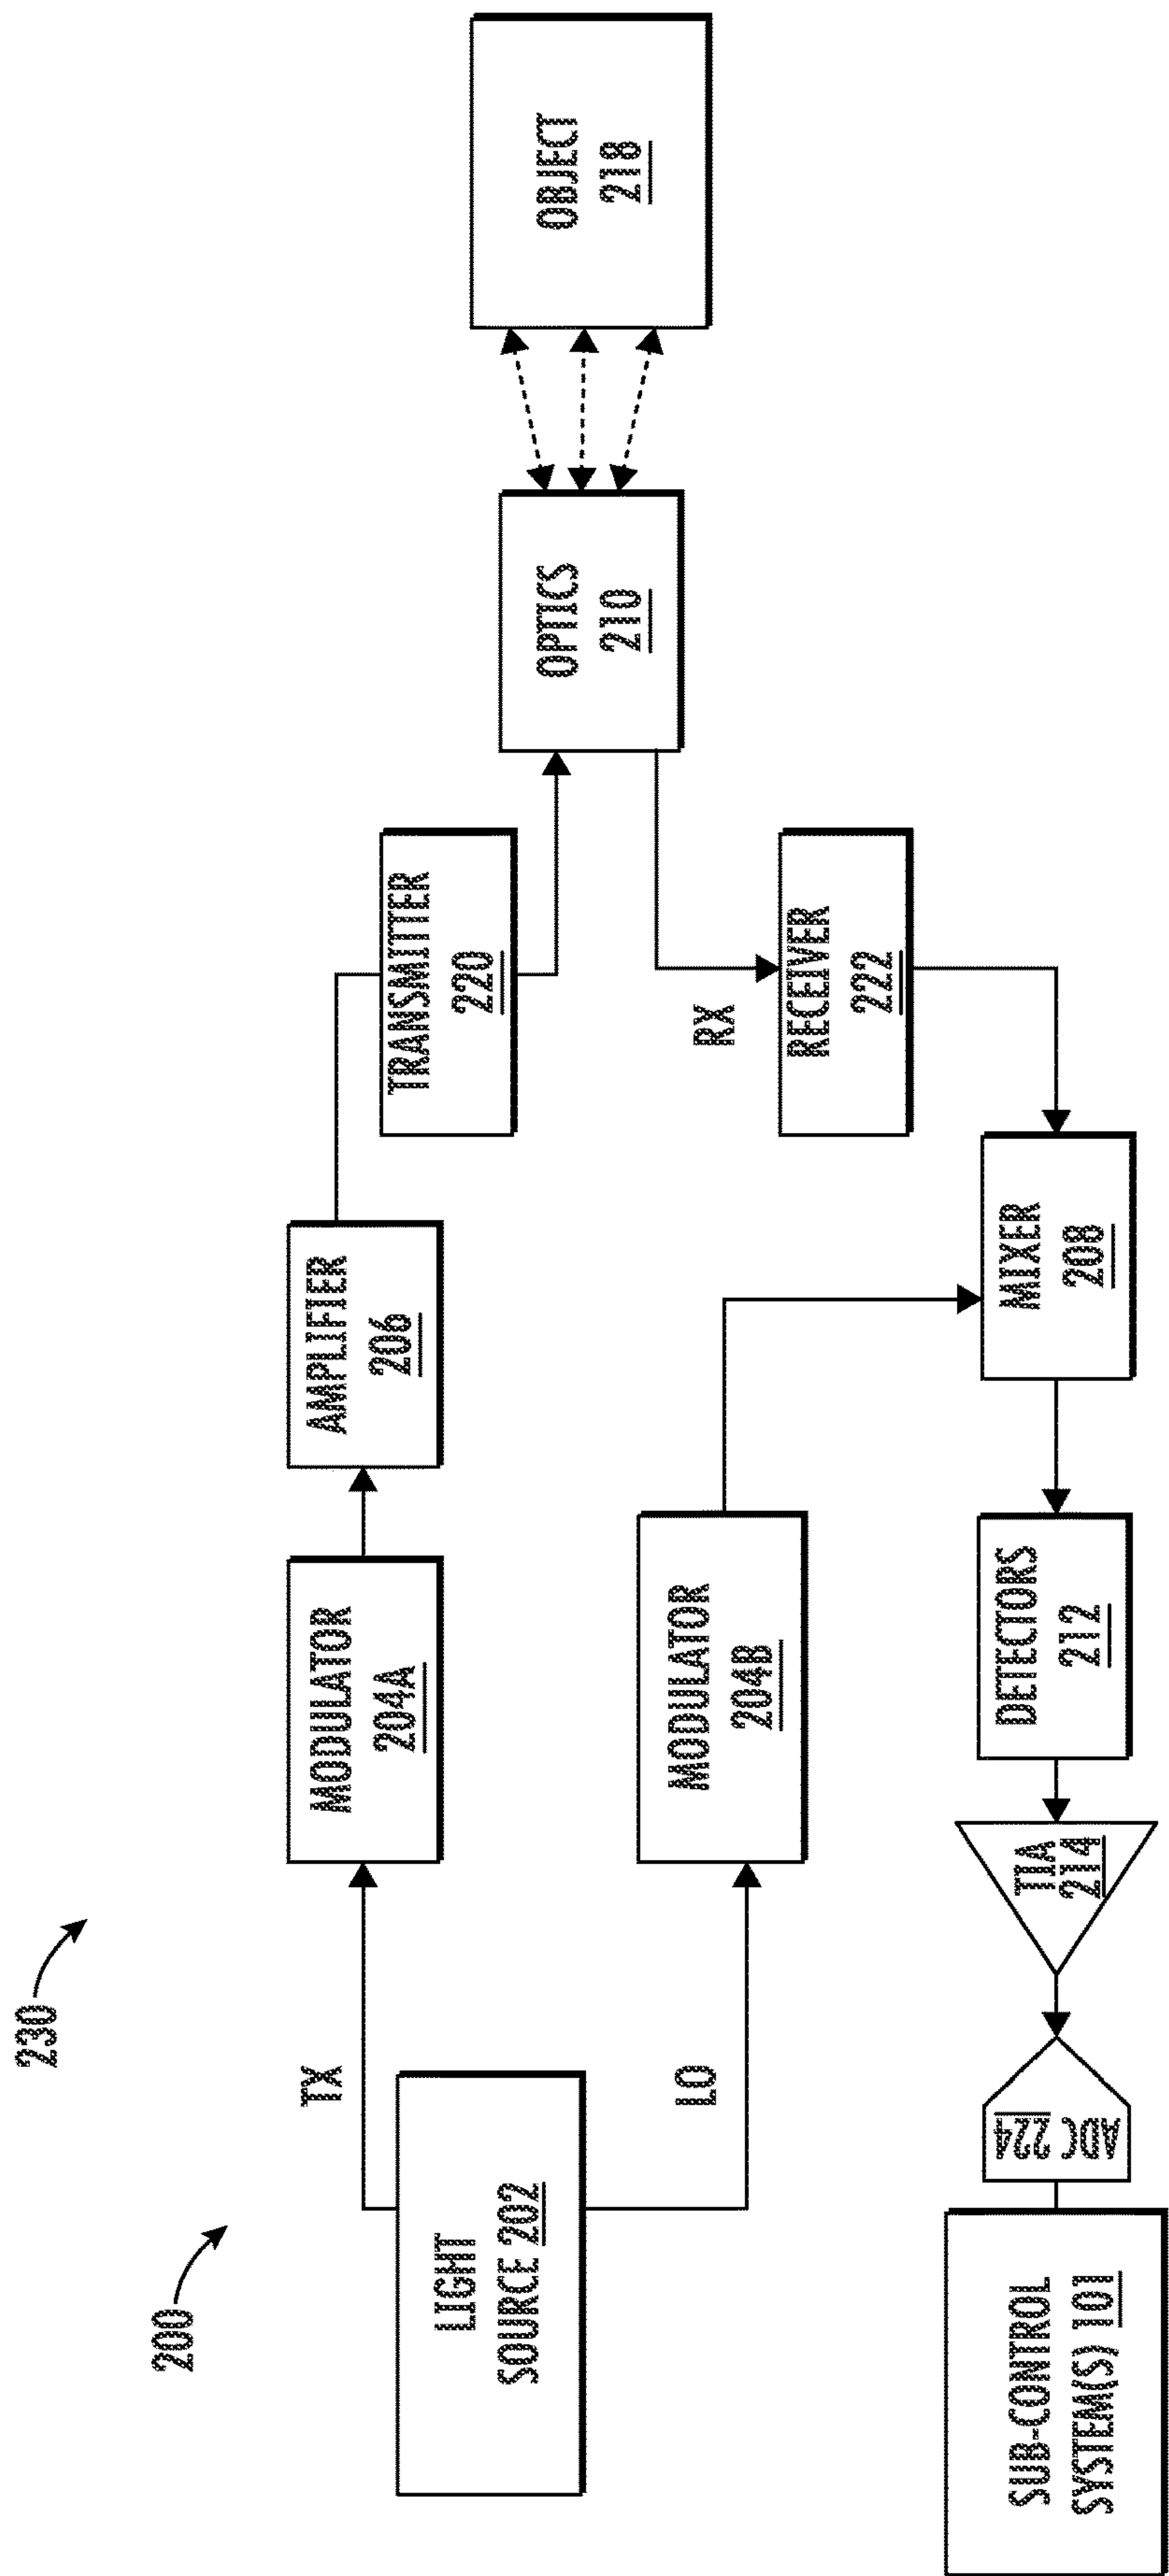 230
200
LIGHT
SOURCE 202
TX
LO
MODULATOR
204A
MODULATOR
204B
AMPLIFIER
206
TRANSMITTER
220
OPTICS
210
OBJECT
218
RX
RECEIVER
222
MIXER
208
DETECTORS
212
TIA
214
ADC 224
SUB-CONTROL
SYSTEM(S) 101